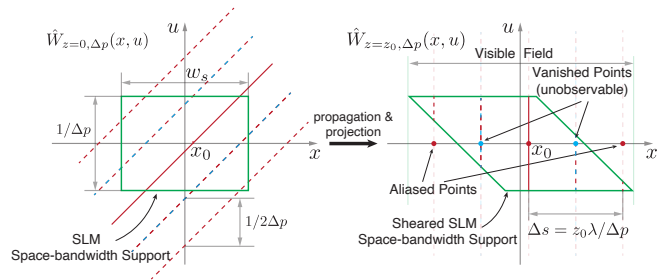 Ŵ_{z=0,Δp}(x, u)
u
w_s
1/Δp
x_0
x
SLM
Space-bandwidth Support
1/2Δp
propagation &
projection
Ŵ_{z=z_0,Δp}(x, u)
u
Visible Field
Vanished Points
(unobservable)
x_0
x
Aliased Points
Sheared SLM
Space-bandwidth Support
Δs = z_0λ/Δp